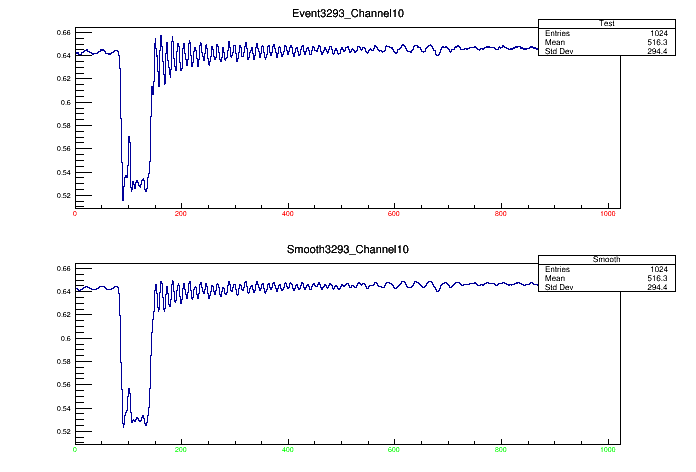 Event3293_Channel10
Test
Entries 1024
Mean 516.3
Std Dev 294.4
0.66
0.64
0.62
0.6
0.58
0.56
0.54
0.52
0 200 400 600 800 1000
Smooth3293_Channel10
Smooth
Entries 1024
Mean 516.3
Std Dev 294.4
0.66
0.64
0.62
0.6
0.58
0.56
0.54
0.52
0 200 400 600 800 1000